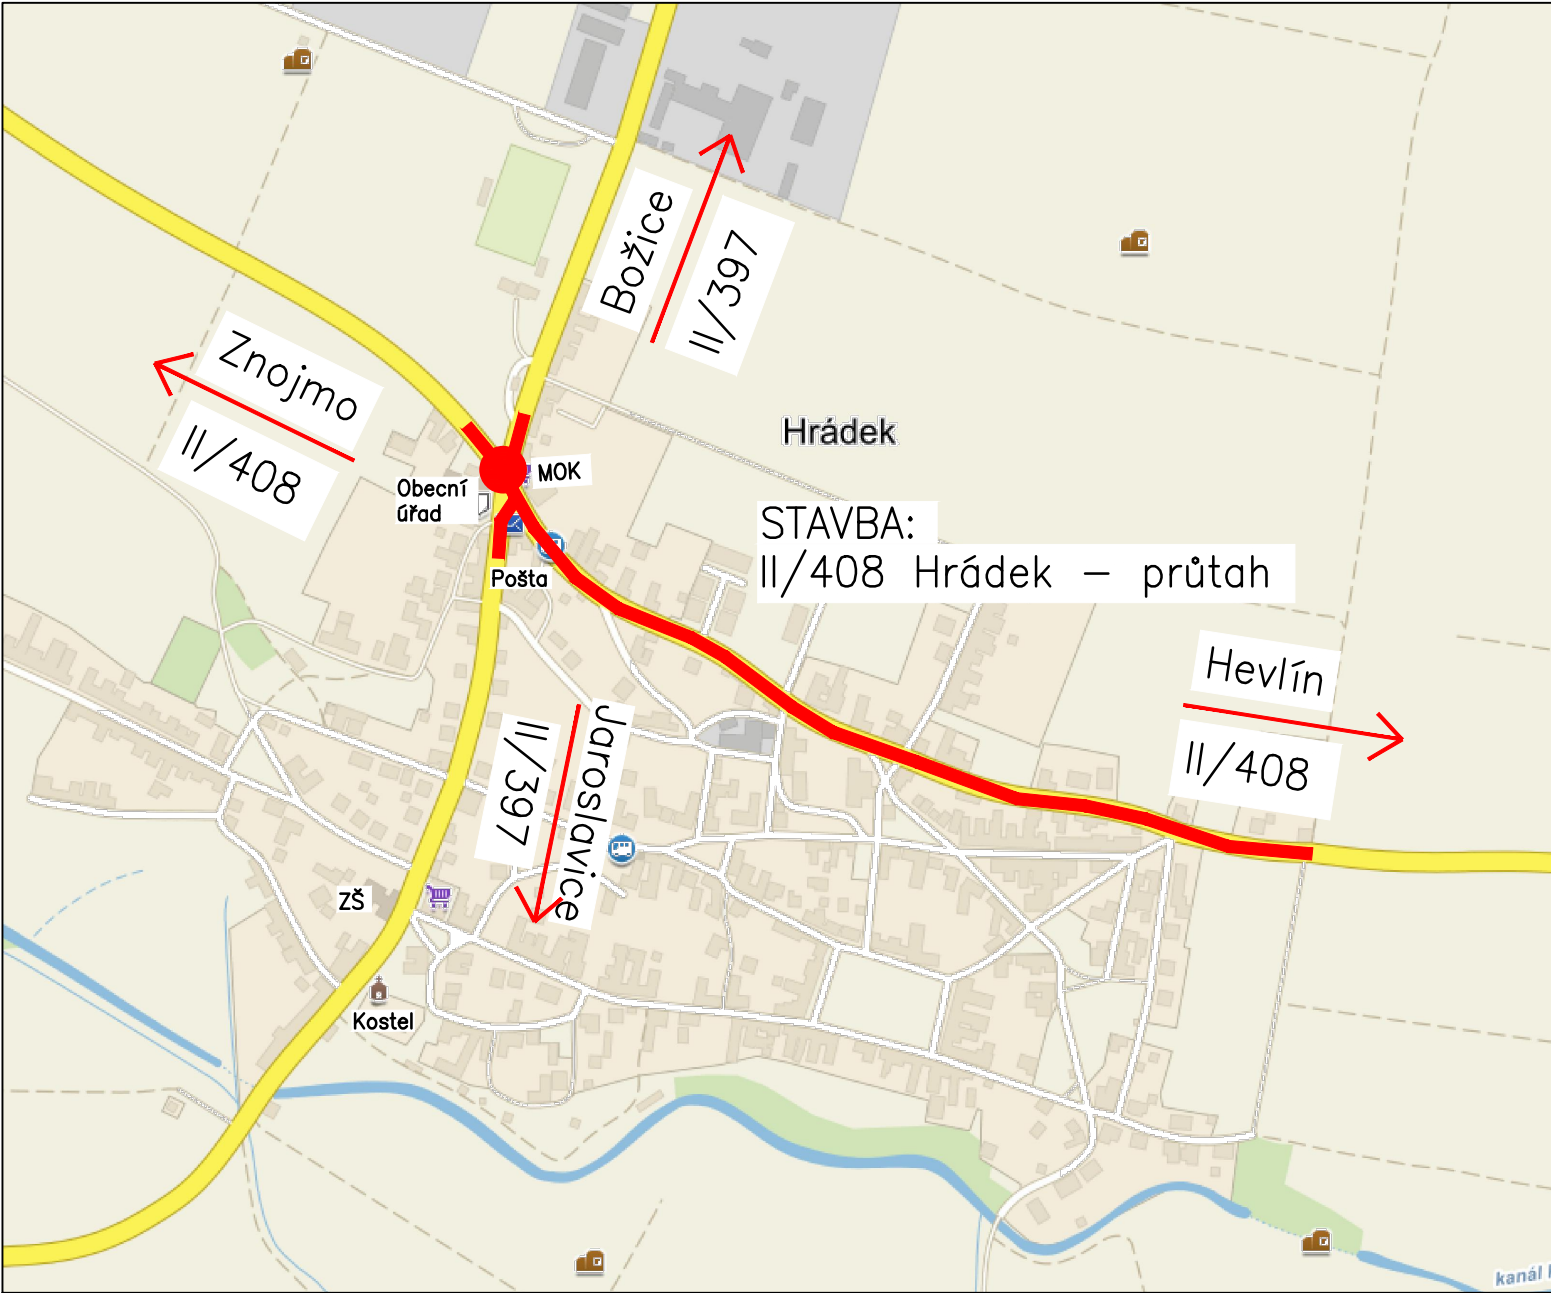 Božice
II/397
Znojmo
II/408
Hrádek
MOK
Obecní
úřad
Pošta
STAVBA:
II/408 Hrádek – průtah
Hevlín
II/408
Jaroslavice
II/397
ZŠ
Kostel
kanál